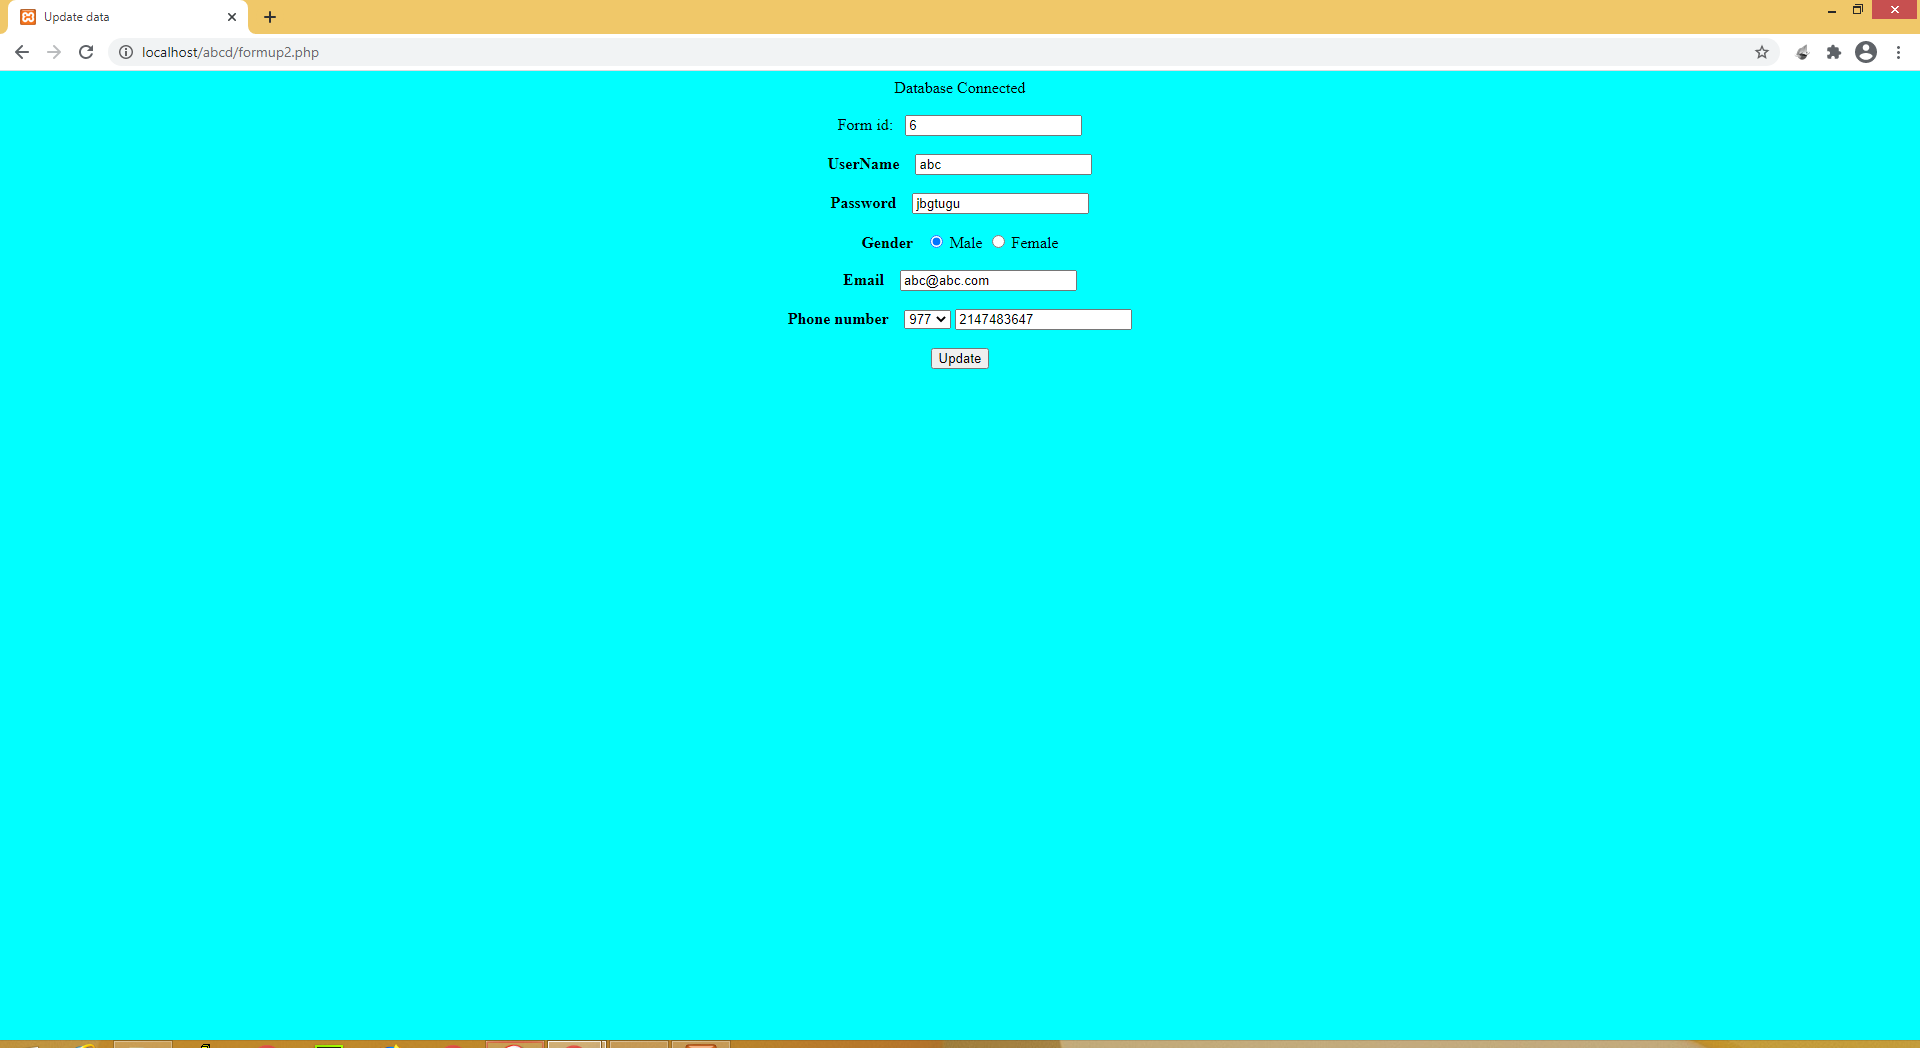 Update data
localhost/abcd/formup2.php
Database Connected
Form id: 6
UserName abc
Password jbgtugu
Gender Male Female
Email abc@abc.com
Phone number 977 2147483647
Update